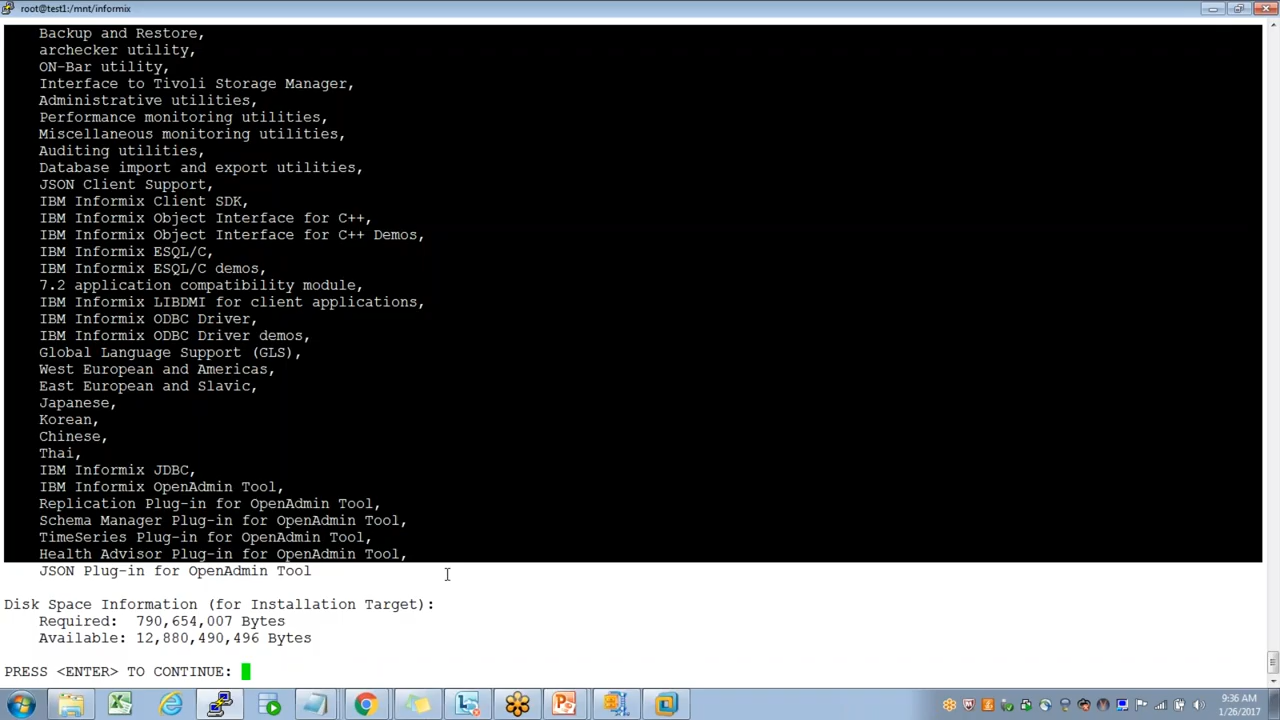 root@test1:/mnt/informix
Backup and Restore,
archecker utility,
ON-Bar utility,
Interface to Tivoli Storage Manager,
Administrative utilities,
Performance monitoring utilities,
Miscellaneous monitoring utilities,
Auditing utilities,
Database import and export utilities,
JSON Client Support,
IBM Informix Client SDK,
IBM Informix Object Interface for C++,
IBM Informix Object Interface for C++ Demos,
IBM Informix ESQL/C,
IBM Informix ESQL/C demos,
7.2 application compatibility module,
IBM Informix LIBDMI for client applications,
IBM Informix ODBC Driver,
IBM Informix ODBC Driver demos,
Global Language Support (GLS),
West European and Americas,
East European and Slavic,
Japanese,
Korean,
Chinese,
Thai,
IBM Informix JDBC,
IBM Informix OpenAdmin Tool,
Replication Plug-in for OpenAdmin Tool,
Schema Manager Plug-in for OpenAdmin Tool,
TimeSeries Plug-in for OpenAdmin Tool,
Health Advisor Plug-in for OpenAdmin Tool,
JSON Plug-in for OpenAdmin Tool
Disk Space Information (for Installation Target):
Required: 790,654,007 Bytes
Available: 12,880,490,496 Bytes
PRESS <ENTER> TO CONTINUE:
9:36 AM
1/26/2017